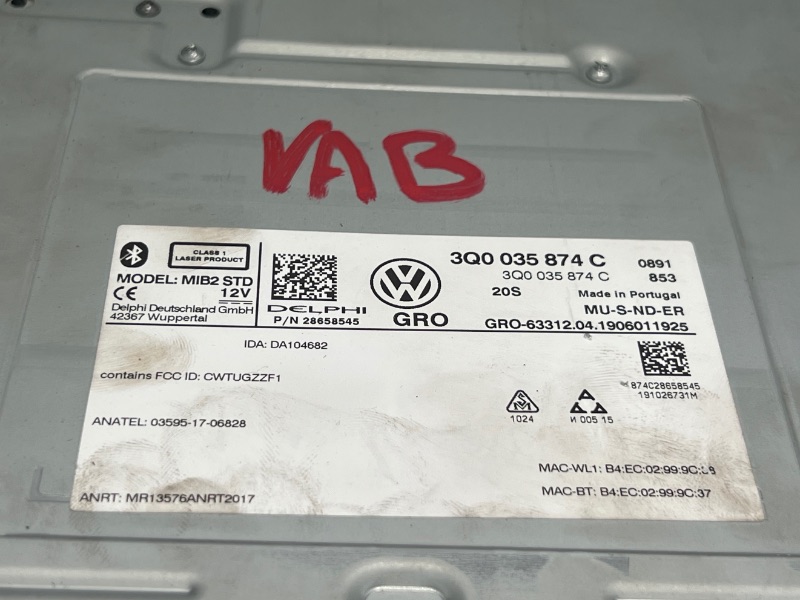 VAB
CLASS 1
LASER PRODUCT
MODEL: MIB2 STD
12V
Delphi Deutschland GmbH
42367 Wuppertal
DELPHI
P/N 28658545
GRO
3Q0 035 874 C 0891
3Q0 035 874 C 853
20S Made in Portugal
MU-S-ND-ER
GRO-63312.04.1906011925
IDA: DA104682
contains FCC ID: CWTUGZZF1
874C28658545
191026731M
ANATEL: 03595-17-06828
1024
И 005 15
MAC-WL1:
ANRT: MR13576ANRT2017
MAC-BT: B4:EC:02:99:9C:37